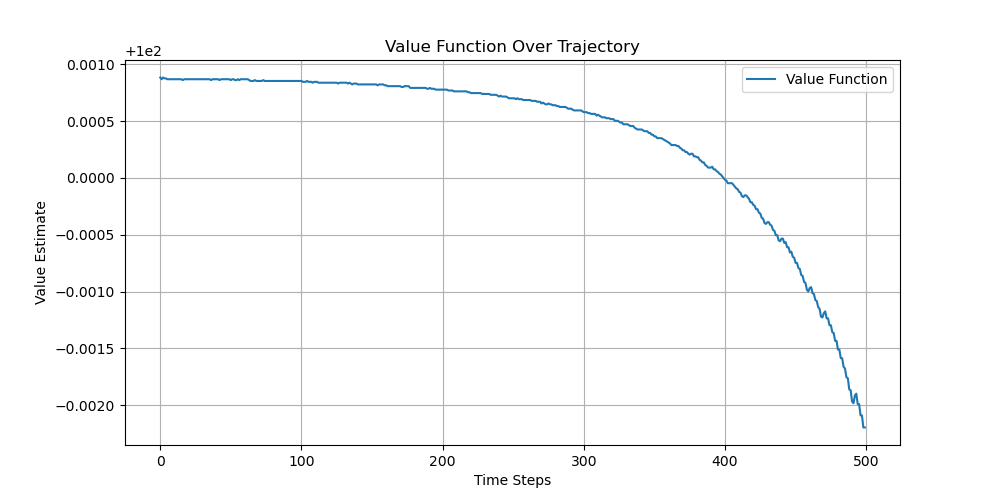 Value Function Over Trajectory
+1e2
0.0010
0.0005
0.0000
−0.0005
−0.0010
−0.0015
−0.0020
Value Estimate
Value Function
0 100 200 300 400 500
Time Steps